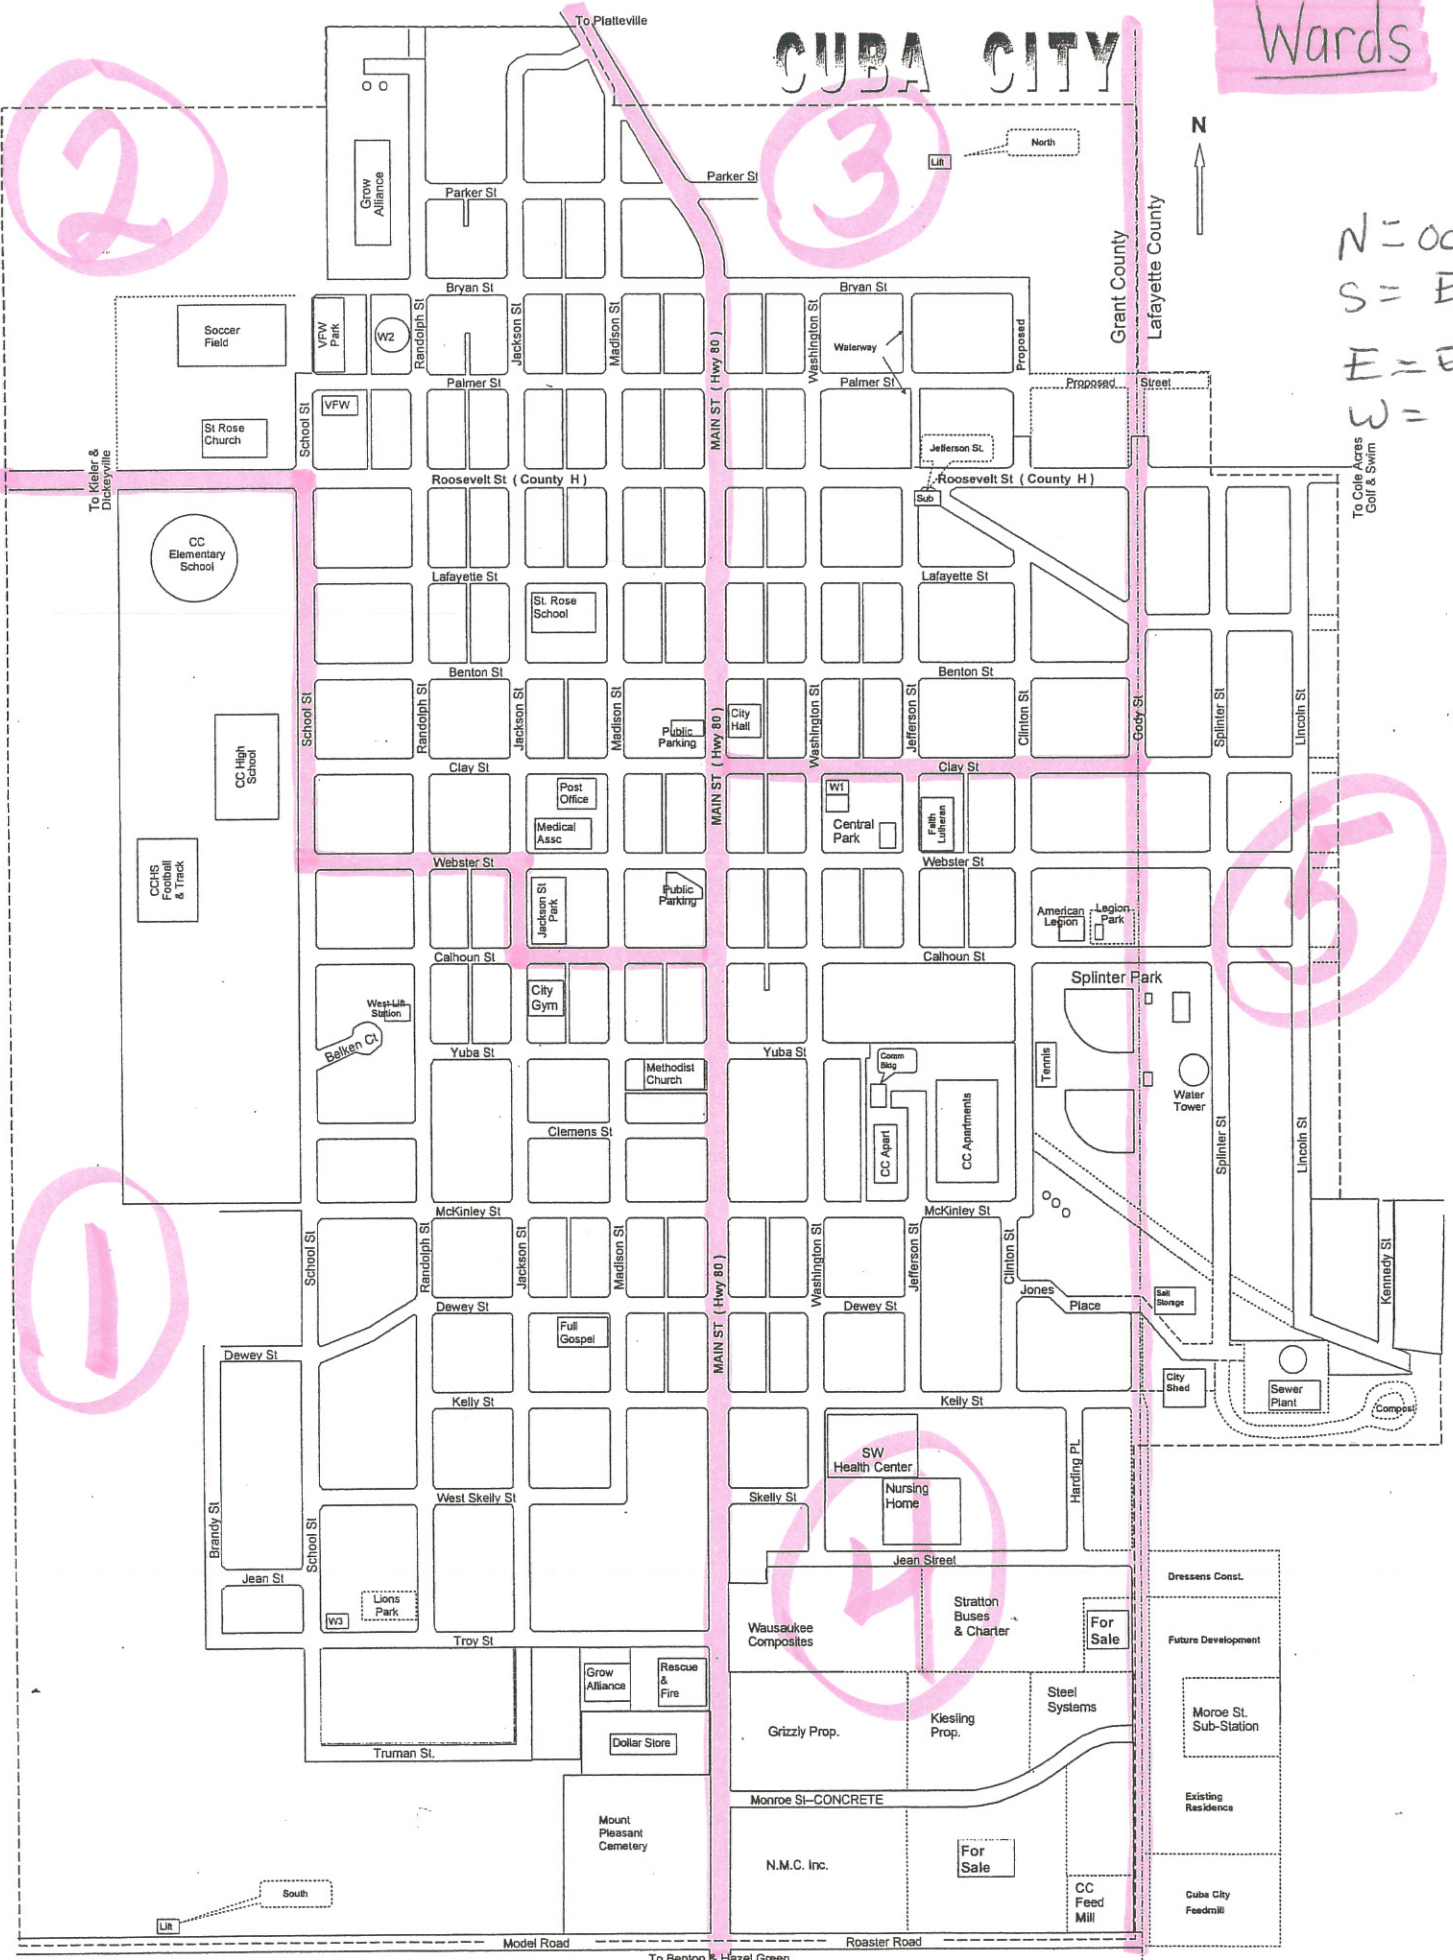 To Platteville
CUBA CITY
Wards
2
3
Lift
North
N
Grow
Alliance
Parker St
Parker St
Grant County
Lafayette County
N = 
S = 
E = 
W =
Bryan St
Bryan St
Soccer
Field
VFW
Park
W2
Randolph St
Jackson St
Madison St
MAIN ST ( Hwy 80 )
Washington St
Waterway
Proposed
Palmer St
Palmer St
Proposed Street
VFW
St Rose
Church
School St
Jefferson St.
To Kieler &
Dickeyville
Roosevelt St ( County H )
Roosevelt St ( County H )
Sub
To Cole Acres
Golf & Swim
CC
Elementary
School
Lafayette St
Lafayette St
St. Rose
School
Benton St
Benton St
School St
Randolph St
Jackson St
Madison St
Public
Parking
MAIN ST ( Hwy 80 )
City
Hall
Washington St
Jefferson St
Clinton St
Cody St
Splinter St
Lincoln St
CC High
School
Clay St
Clay St
Post
Office
Medical
Assc
W1
Central
Park
Faith
Lutheran
5
CCHS
Football
& Track
Webster St
Webster St
Jackson St
Park
Public
Parking
American
Legion
Legion
Park
Calhoun St
Calhoun St
City
Gym
Splinter Park
West Lift
Station
Belken Ct
Yuba St
Yuba St
Methodist
Church
Comm
Bldg
Tennis
Water
Tower
CC Apart
CC Apartments
Clemens St
Splinter St
Lincoln St
1
McKinley St
McKinley St
School St
Randolph St
Jackson St
Madison St
MAIN ST ( Hwy 80 )
Washington St
Jefferson St
Clinton St
Kennedy St
Jones Place
Salt
Storage
Dewey St
Dewey St
Full
Gospel
Dewey St
City
Shed
Sewer
Plant
Compost
Kelly St
Kelly St
SW
Health Center
Nursing
Home
Harding PL
West Skelly St
Skelly St
Brandy St
School St
Jean Street
4
Jean St
Dressens Const.
W3
Lions
Park
Wausaukee
Composites
Stratton
Buses
& Charter
For
Sale
Future Development
Troy St
Grow
Alliance
Rescue
&
Fire
Grizzly Prop.
Kiesling
Prop.
Steel
Systems
Moroe St.
Sub-Station
Dollar Store
Truman St.
Monroe St--CONCRETE
Existing
Residence
Mount
Pleasant
Cemetery
N.M.C. Inc.
For
Sale
CC
Feed
Mill
Cuba City
Feedmill
Lift
South
Model Road
Roaster Road
To Benton & Hazel Green